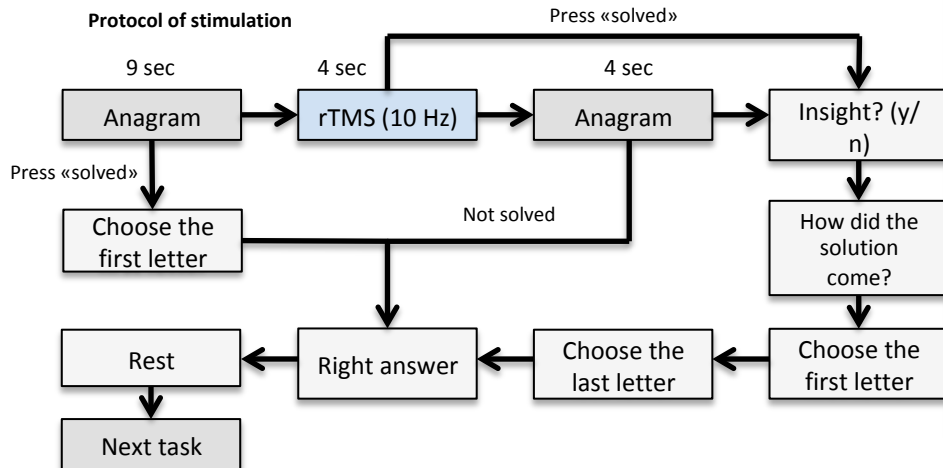 Protocol of stimulation
Press «solved»
9 sec
4 sec
4 sec
Anagram
rTMS (10 Hz)
Anagram
Insight? (y/
n)
Press «solved»
Choose the
first letter
Not solved
How did the
solution
come?
Rest
Right answer
Choose the
last letter
Choose the
first letter
Next task